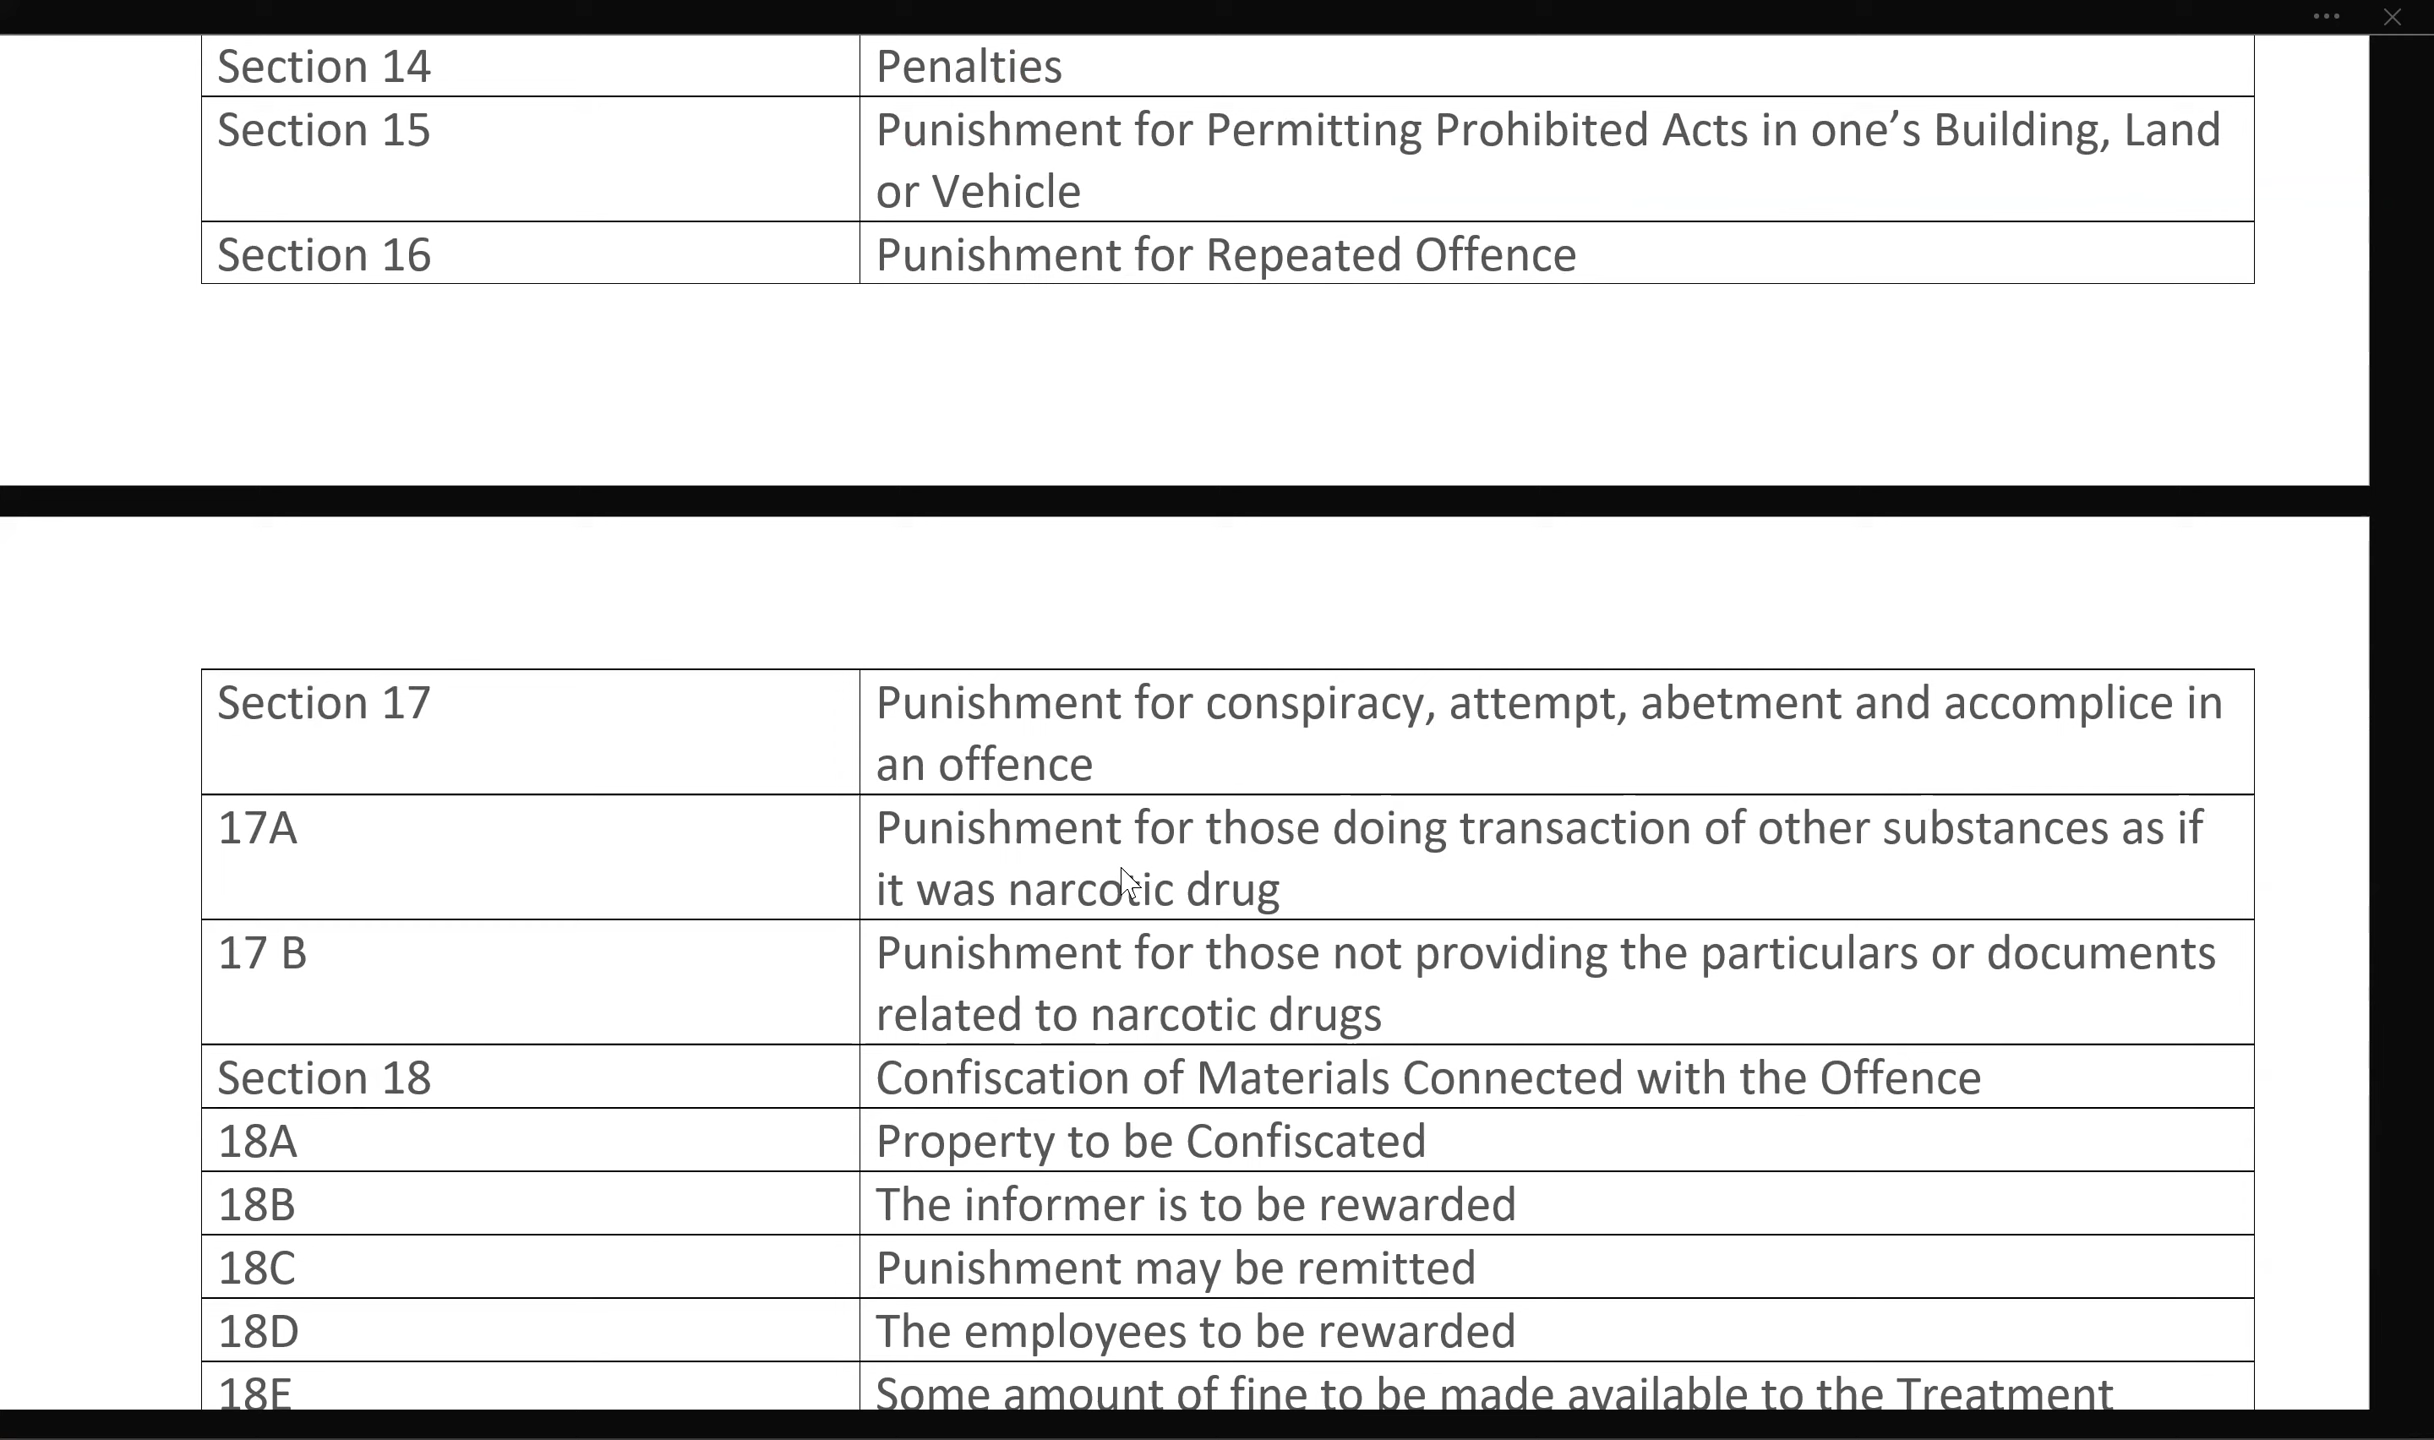 Section 14 Penalties
Section 15 Punishment for Permitting Prohibited Acts in one’s Building, Land
or Vehicle
Section 16 Punishment for Repeated Offence
Section 17 Punishment for conspiracy, attempt, abetment and accomplice in
an offence
17A Punishment for those doing transaction of other substances as if
it was narcotic drug
17 B Punishment for those not providing the particulars or documents
related to narcotic drugs
Section 18 Confiscation of Materials Connected with the Offence
18A Property to be Confiscated
18B The informer is to be rewarded
18C Punishment may be remitted
18D The employees to be rewarded
18E Some amount of fine to be made available to the Treatment